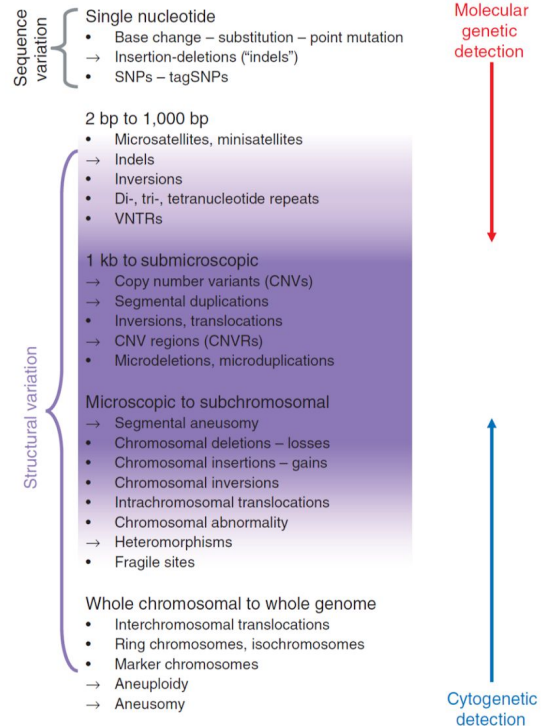 Sequence
variation
Single nucleotide
• Base change – substitution – point mutation
→ Insertion-deletions (“indels”)
• SNPs – tagSNPs
Molecular
genetic
detection
2 bp to 1,000 bp
• Microsatellites, minisatellites
→ Indels
• Inversions
• Di-, tri-, tetranucleotide repeats
• VNTRs
Structural variation
1 kb to submicroscopic
→ Copy number variants (CNVs)
→ Segmental duplications
• Inversions, translocations
→ CNV regions (CNVRs)
• Microdeletions, microduplications
Microscopic to subchromosomal
→ Segmental aneusomy
• Chromosomal deletions – losses
• Chromosomal insertions – gains
• Chromosomal inversions
• Intrachromosomal translocations
• Chromosomal abnormality
→ Heteromorphisms
• Fragile sites
Whole chromosomal to whole genome
• Interchromosomal translocations
• Ring chromosomes, isochromosomes
• Marker chromosomes
→ Aneuploidy
→ Aneusomy
Cytogenetic
detection